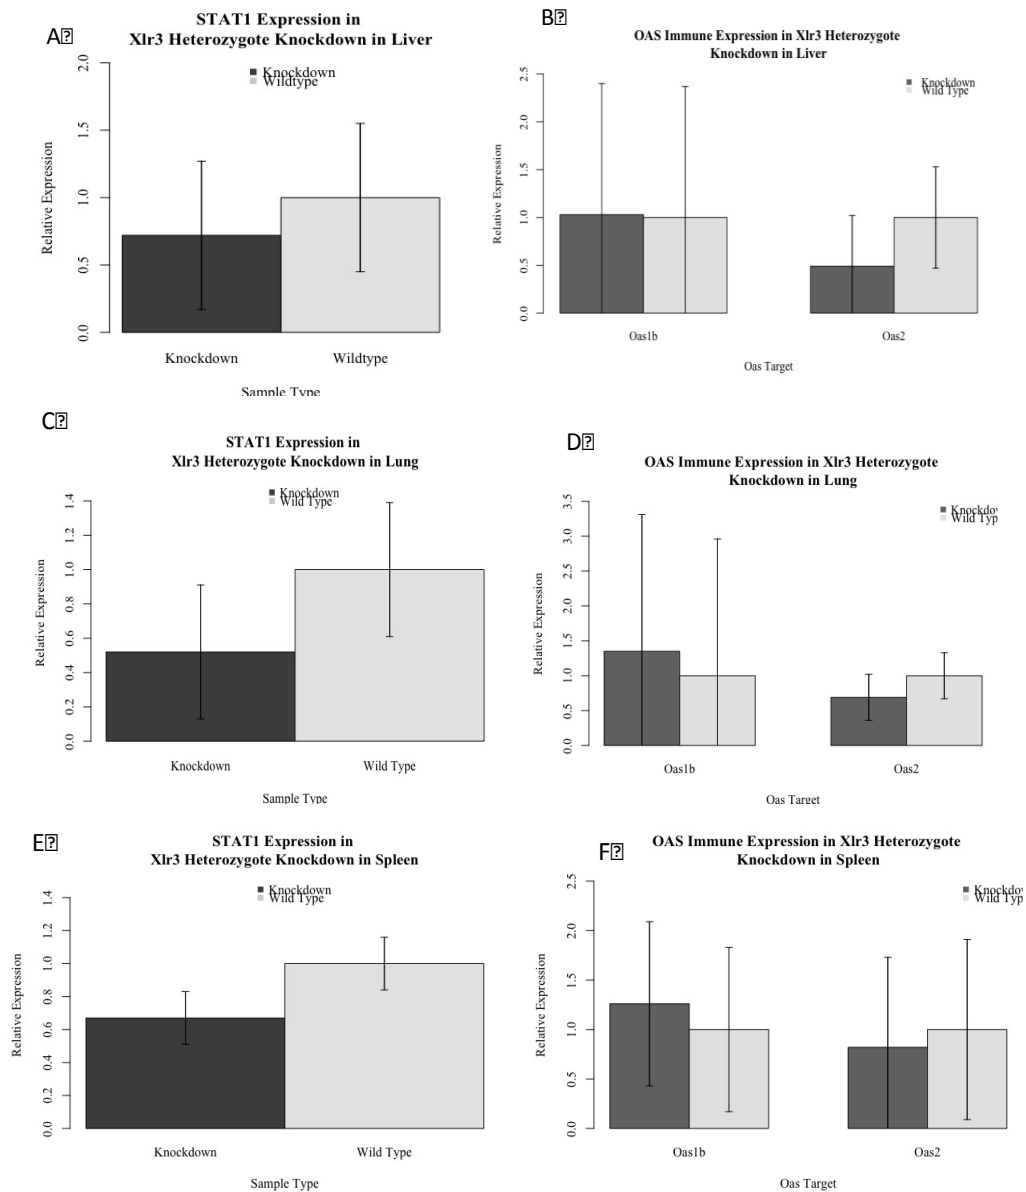 A
STAT1 Expression in
Xlr3 Heterozygote Knockdown in Liver
Knockdown
Wildtype
Relative Expression
0.0
0.5
1.0
1.5
2.0
Knockdown Wildtype
Sample Type
B
OAS Immune Expression in Xlr3 Heterozygote
Knockdown in Liver
Knockdown
Wild Type
Relative Expression
0.0
0.5
1.0
1.5
2.0
2.5
Oas1b Oas2
Oas Target
C
STAT1 Expression in
Xlr3 Heterozygote Knockdown in Lung
Knockdown
Wild Type
Relative Expression
0.0
0.2
0.4
0.6
0.8
1.0
1.2
1.4
Knockdown Wild Type
Sample Type
D
OAS Immune Expression in Xlr3 Heterozygote
Knockdown in Lung
Knockdov
Wild Typ
Relative Expression
0.0
0.5
1.0
1.5
2.0
2.5
3.0
3.5
Oas1b Oas2
Oas Target
E
STAT1 Expression in
Xlr3 Heterozygote Knockdown in Spleen
Knockdown
Wild Type
Relative Expression
0.0
0.2
0.4
0.6
0.8
1.0
1.2
1.4
Knockdown Wild Type
Sample Type
F
OAS Immune Expression in Xlr3 Heterozygote
Knockdown in Spleen
Knockdov
Wild Typ
Relative Expression
0.0
0.5
1.0
1.5
2.0
2.5
Oas1b Oas2
Oas Target